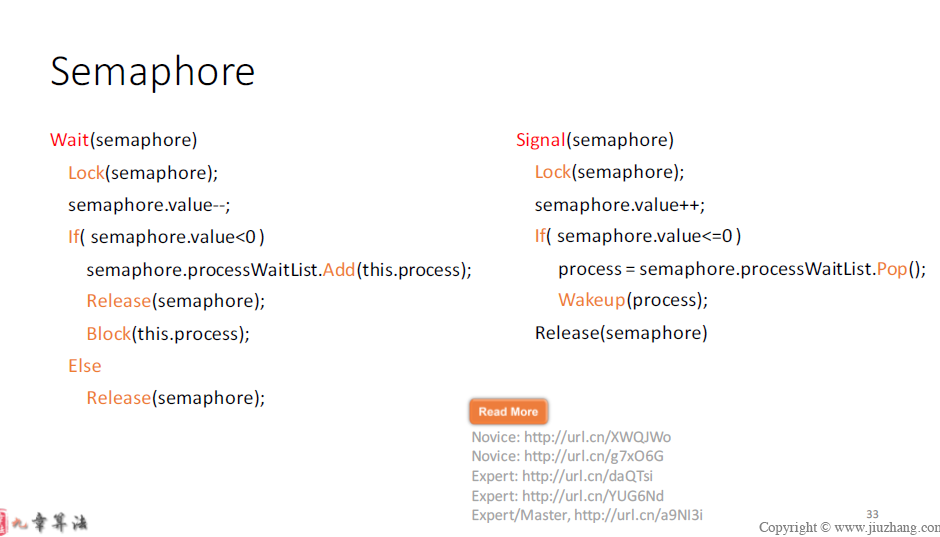 Semaphore
Wait(semaphore)
Lock(semaphore);
semaphore.value--;
If( semaphore.value<0 )
semaphore.processWaitList.Add(this.process);
Release(semaphore);
Block(this.process);
Else
Release(semaphore);
Signal(semaphore)
Lock(semaphore);
semaphore.value++;
If( semaphore.value<=0 )
process = semaphore.processWaitList.Pop();
Wakeup(process);
Release(semaphore)
Read More
Novice: http://url.cn/XWQJWo
Novice: http://url.cn/g7xO6G
Expert: http://url.cn/daQTsi
Expert: http://url.cn/YUG6Nd
Expert/Master, http://url.cn/a9NI3i
九章算法
33
Copyright © www.jiuzhang.com